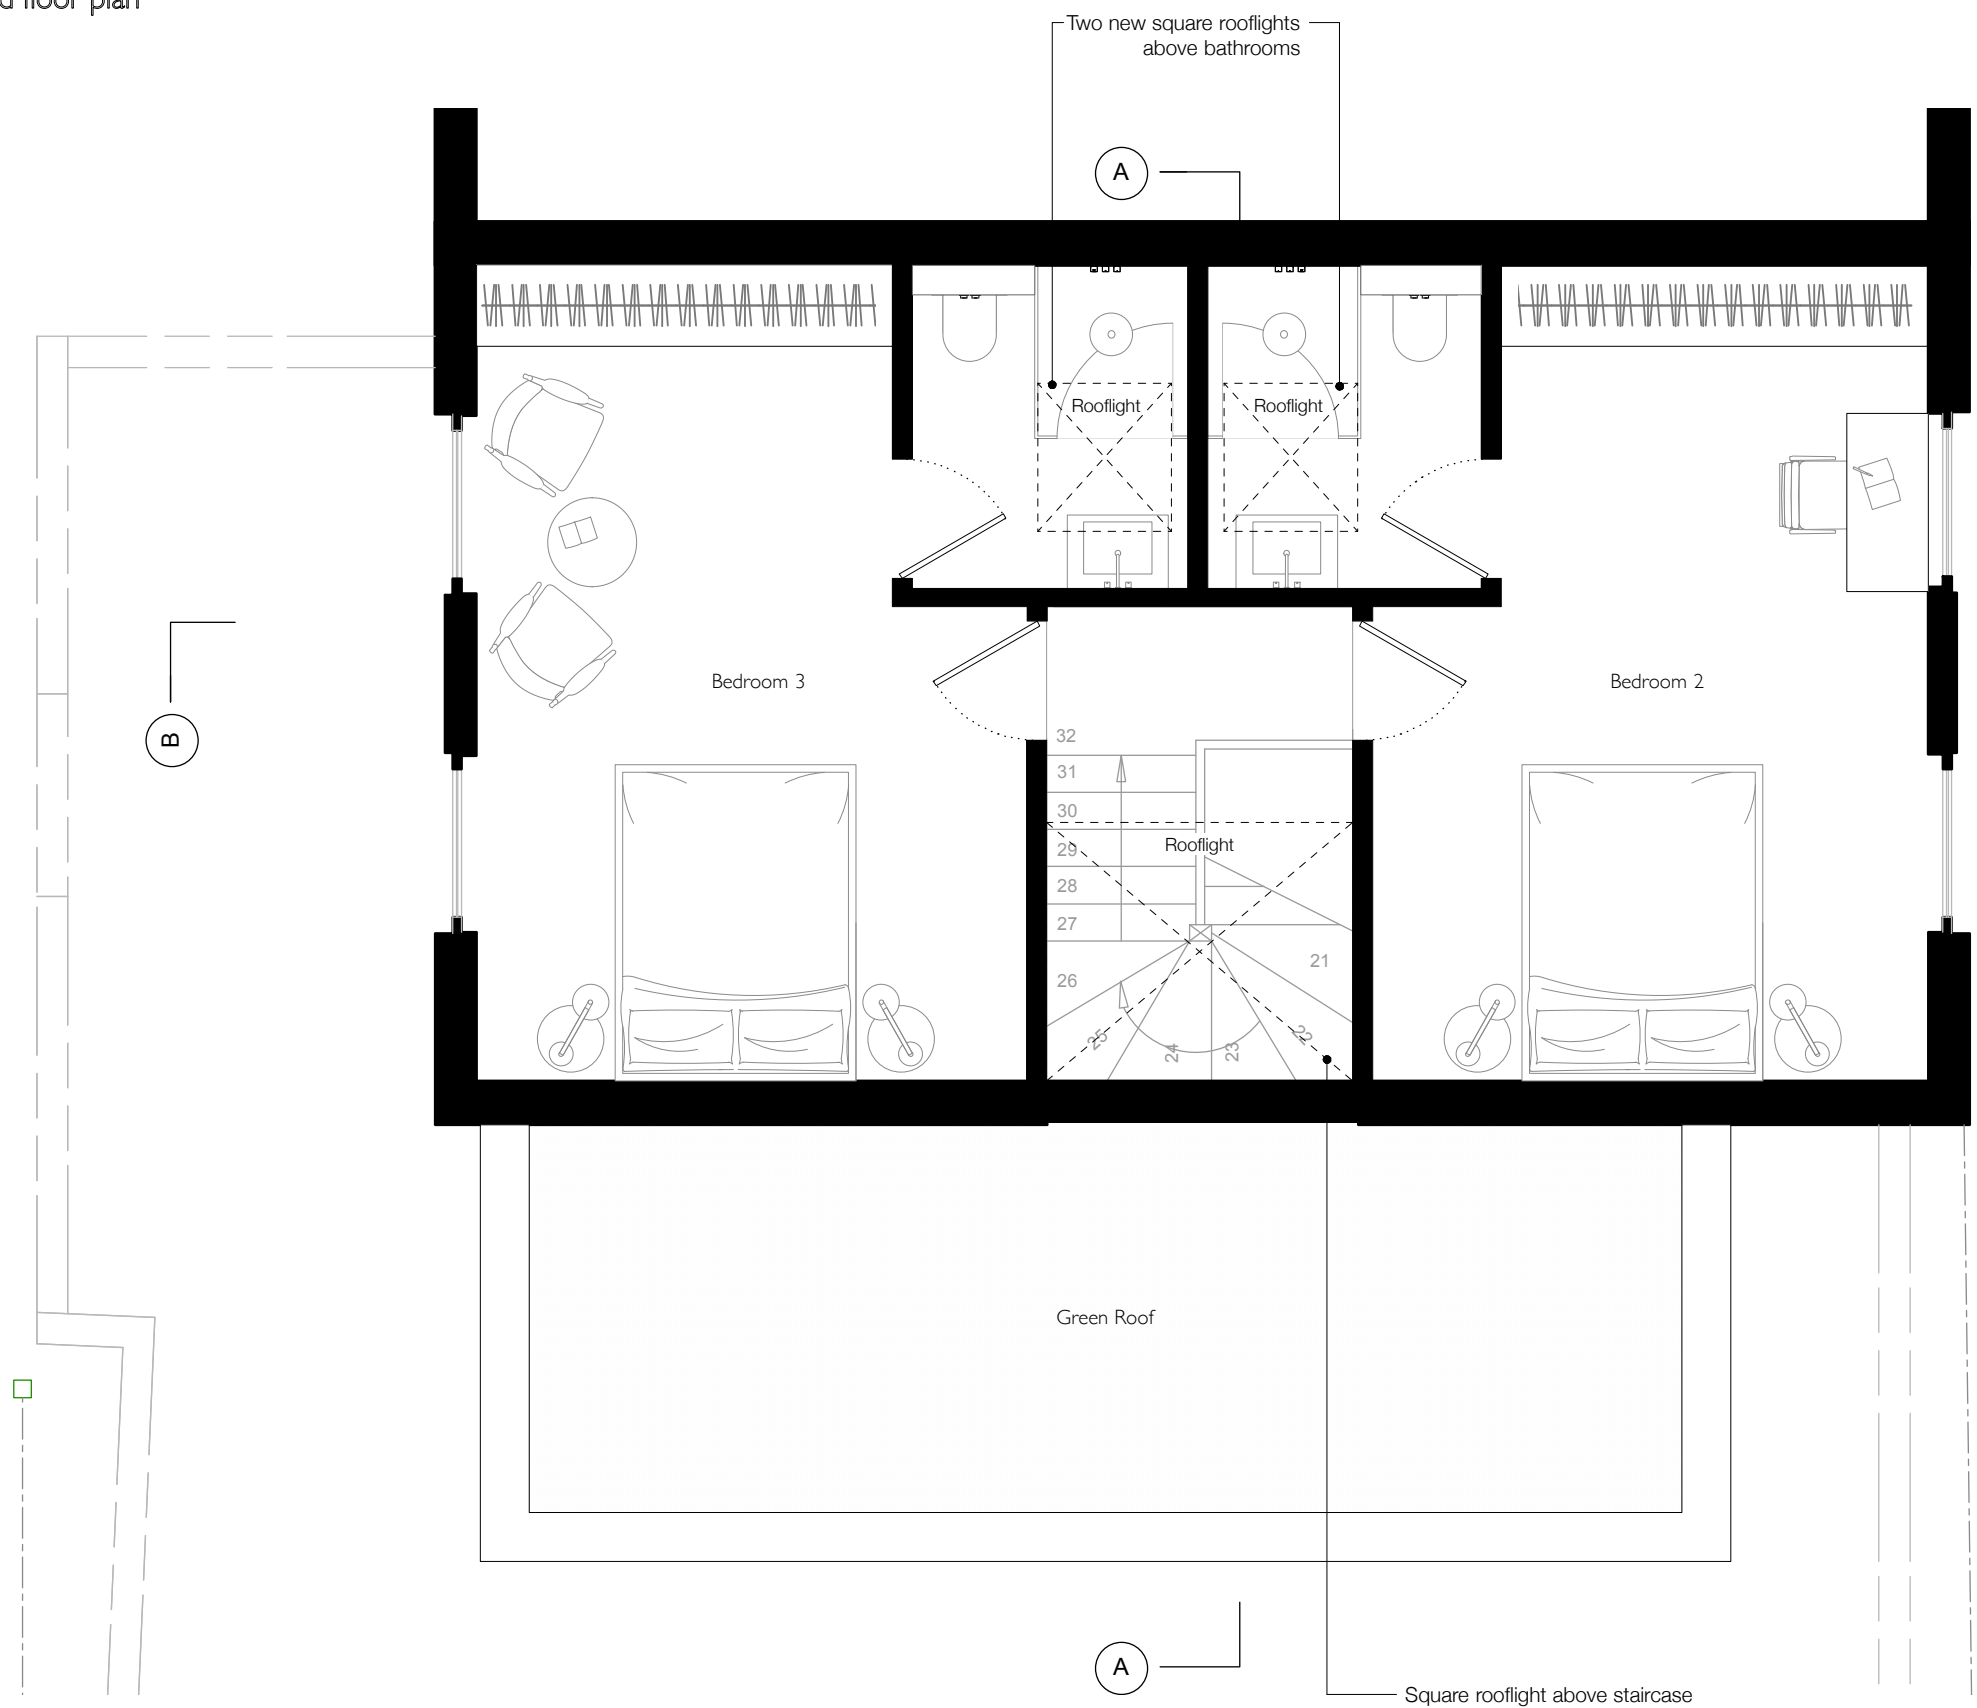 floor plan
Two new square rooflights
above bathrooms
A
Rooflight
Rooflight
B
Bedroom 3
Bedroom 2
32
31
30
Rooflight
29
28
27
21
26
25
24
23
22
Green Roof
A
Square rooflight above staircase